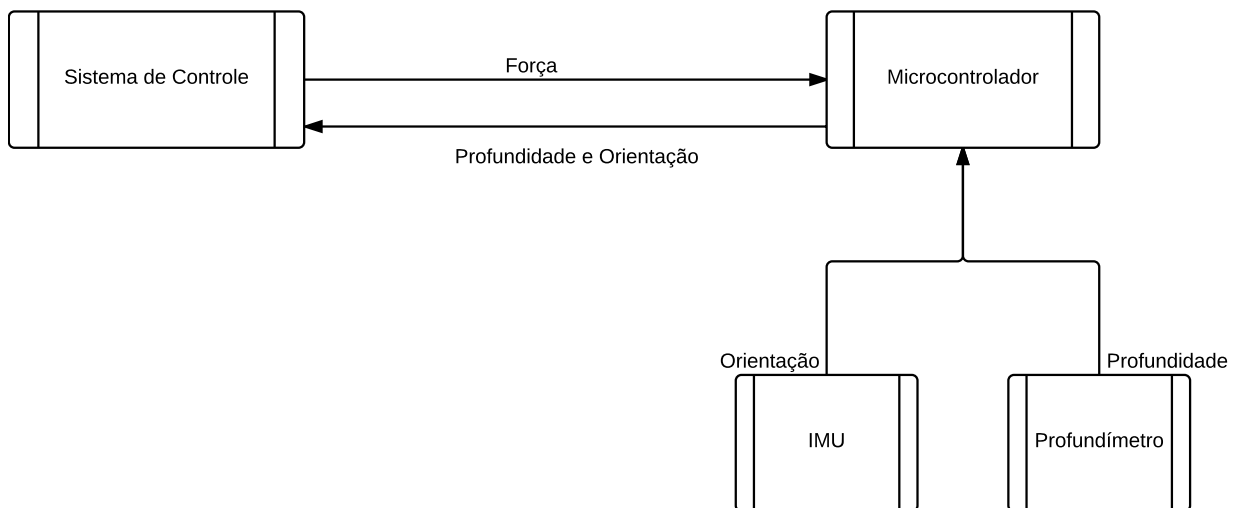 Sistema de Controle
Força
Microcontrolador
Profundidade e Orientação
Orientação
Profundidade
IMU
Profundímetro